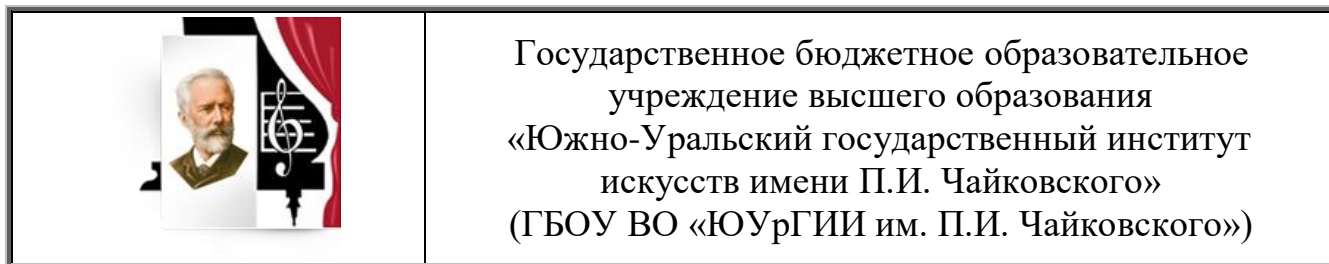 Государственное бюджетное образовательное
учреждение высшего образования
«Южно-Уральский государственный институт
искусств имени П.И. Чайковского»
(ГБОУ ВО «ЮУрГИИ им. П.И. Чайковского»)